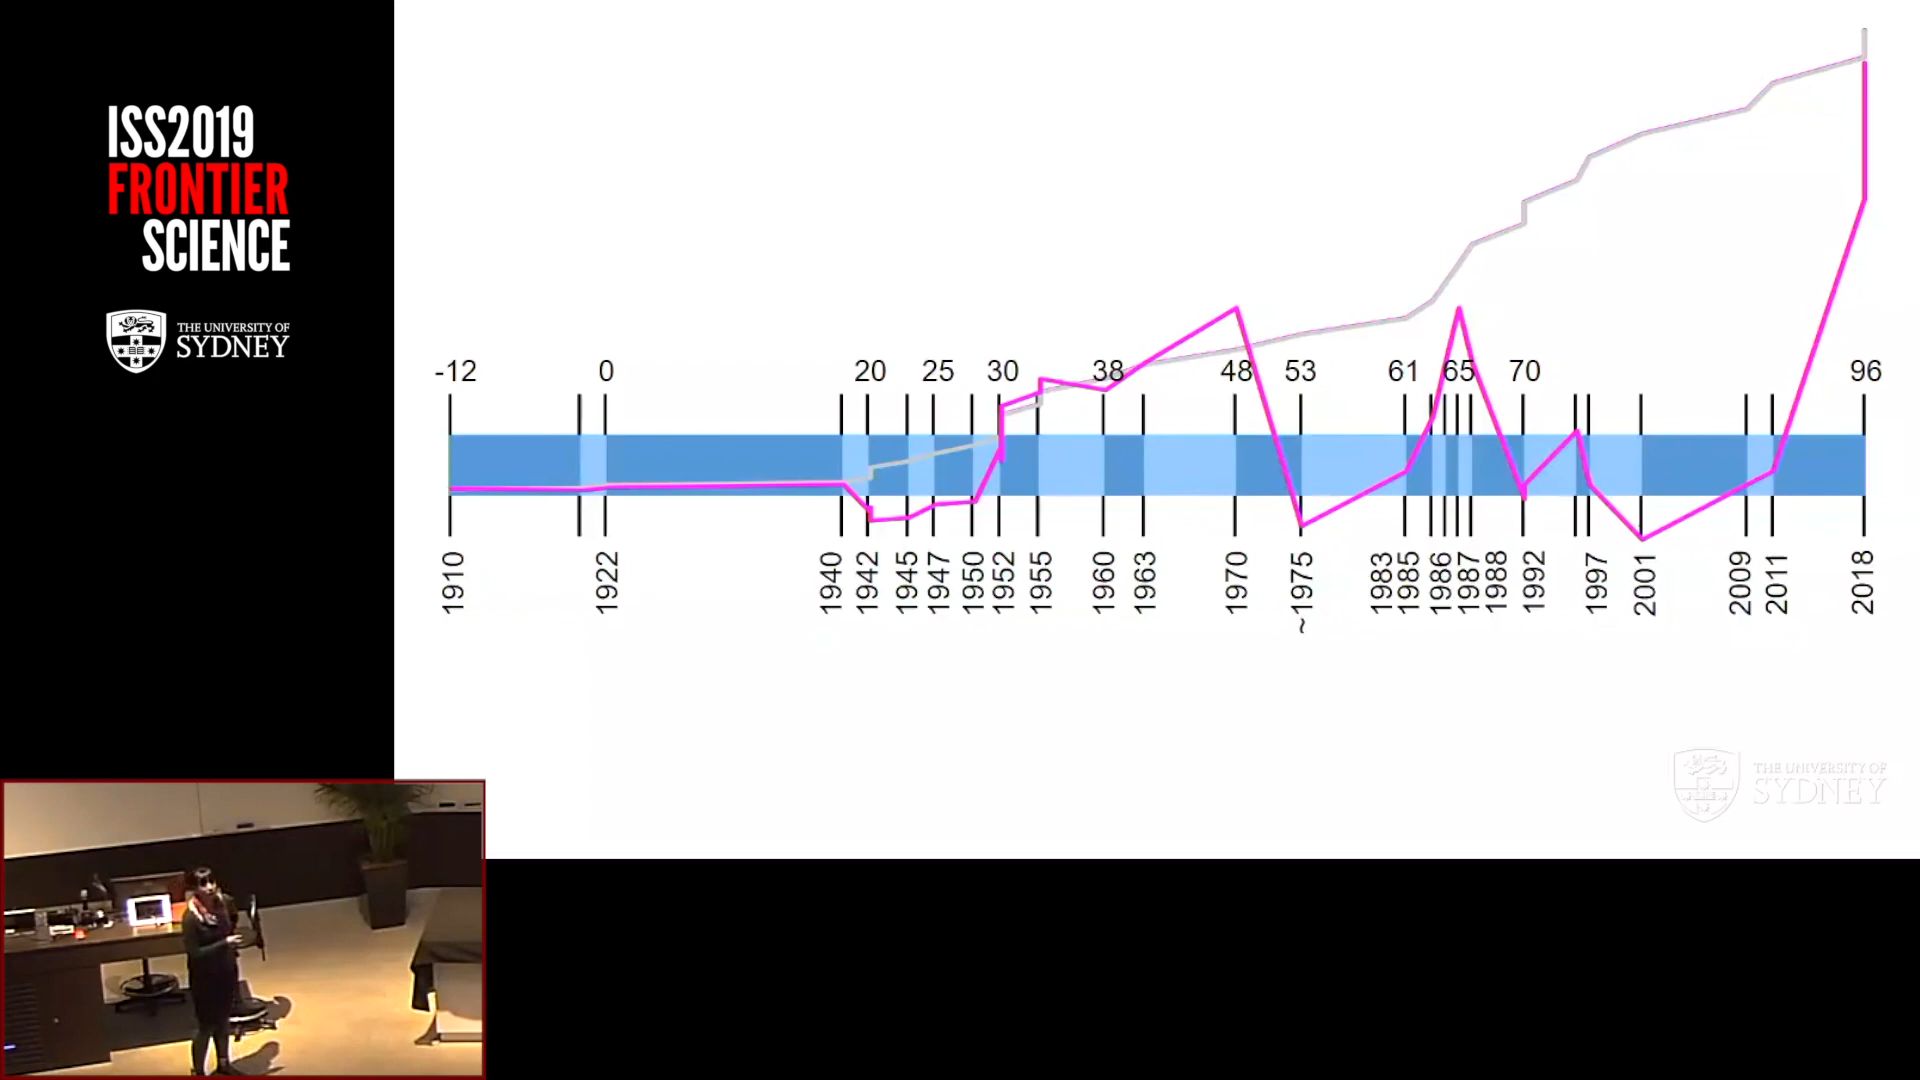 ISS2019
FRONTIER
SCIENCE
THE UNIVERSITY OF
SYDNEY
-12 0 20 25 30 38 48 53 61 65 70 96
1910 1922 1940 1942 1945 1947 1950 1952 1955 1960 1963 1970 ~1975 1983 1985 1986 1987 1988 1992 1997 2001 2009 2011 2018
THE UNIVERSITY OF
SYDNEY